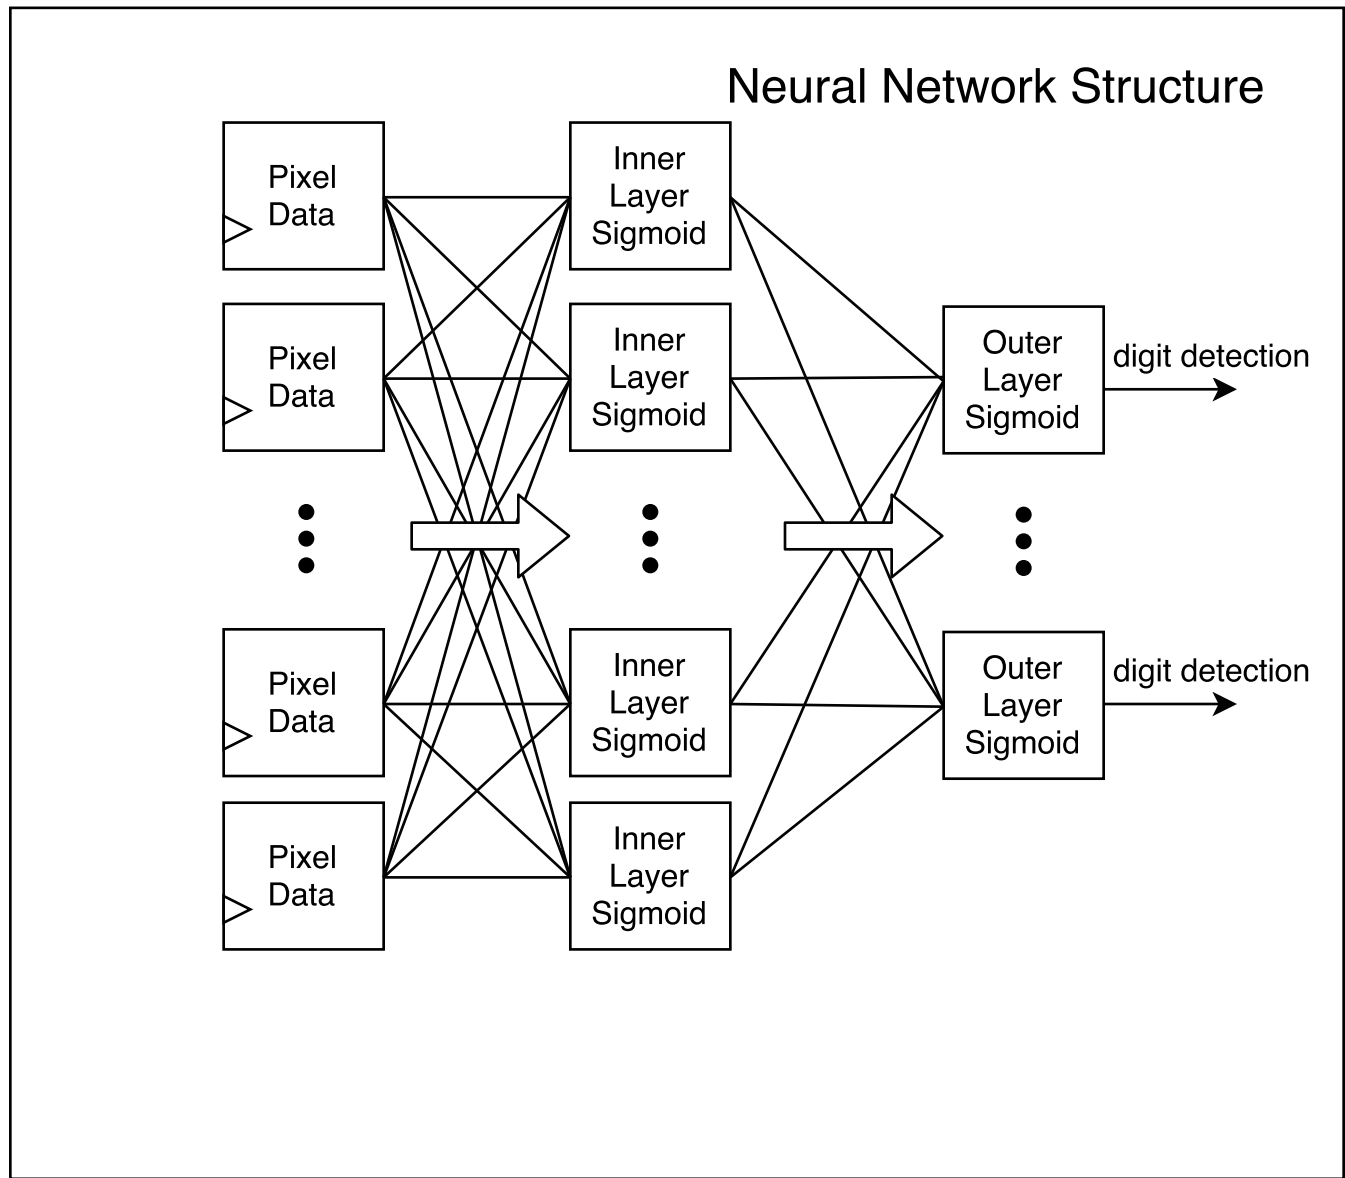 Neural Network Structure
Pixel
Data
Inner
Layer
Sigmoid
Pixel
Data
Inner
Layer
Sigmoid
Outer
Layer
Sigmoid
digit detection
Pixel
Data
Inner
Layer
Sigmoid
Outer
Layer
Sigmoid
digit detection
Pixel
Data
Inner
Layer
Sigmoid